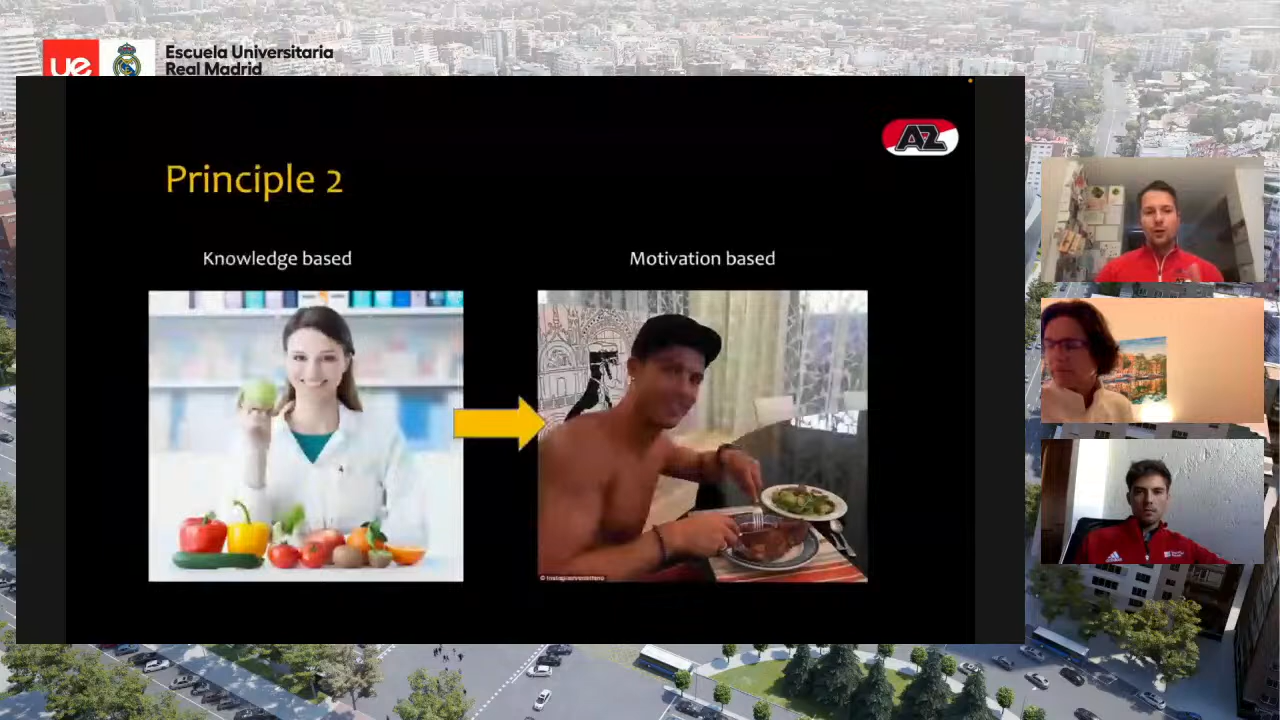 ue
Escuela Universitaria
Real Madrid
AZ
Principle 2
Knowledge based
Motivation based